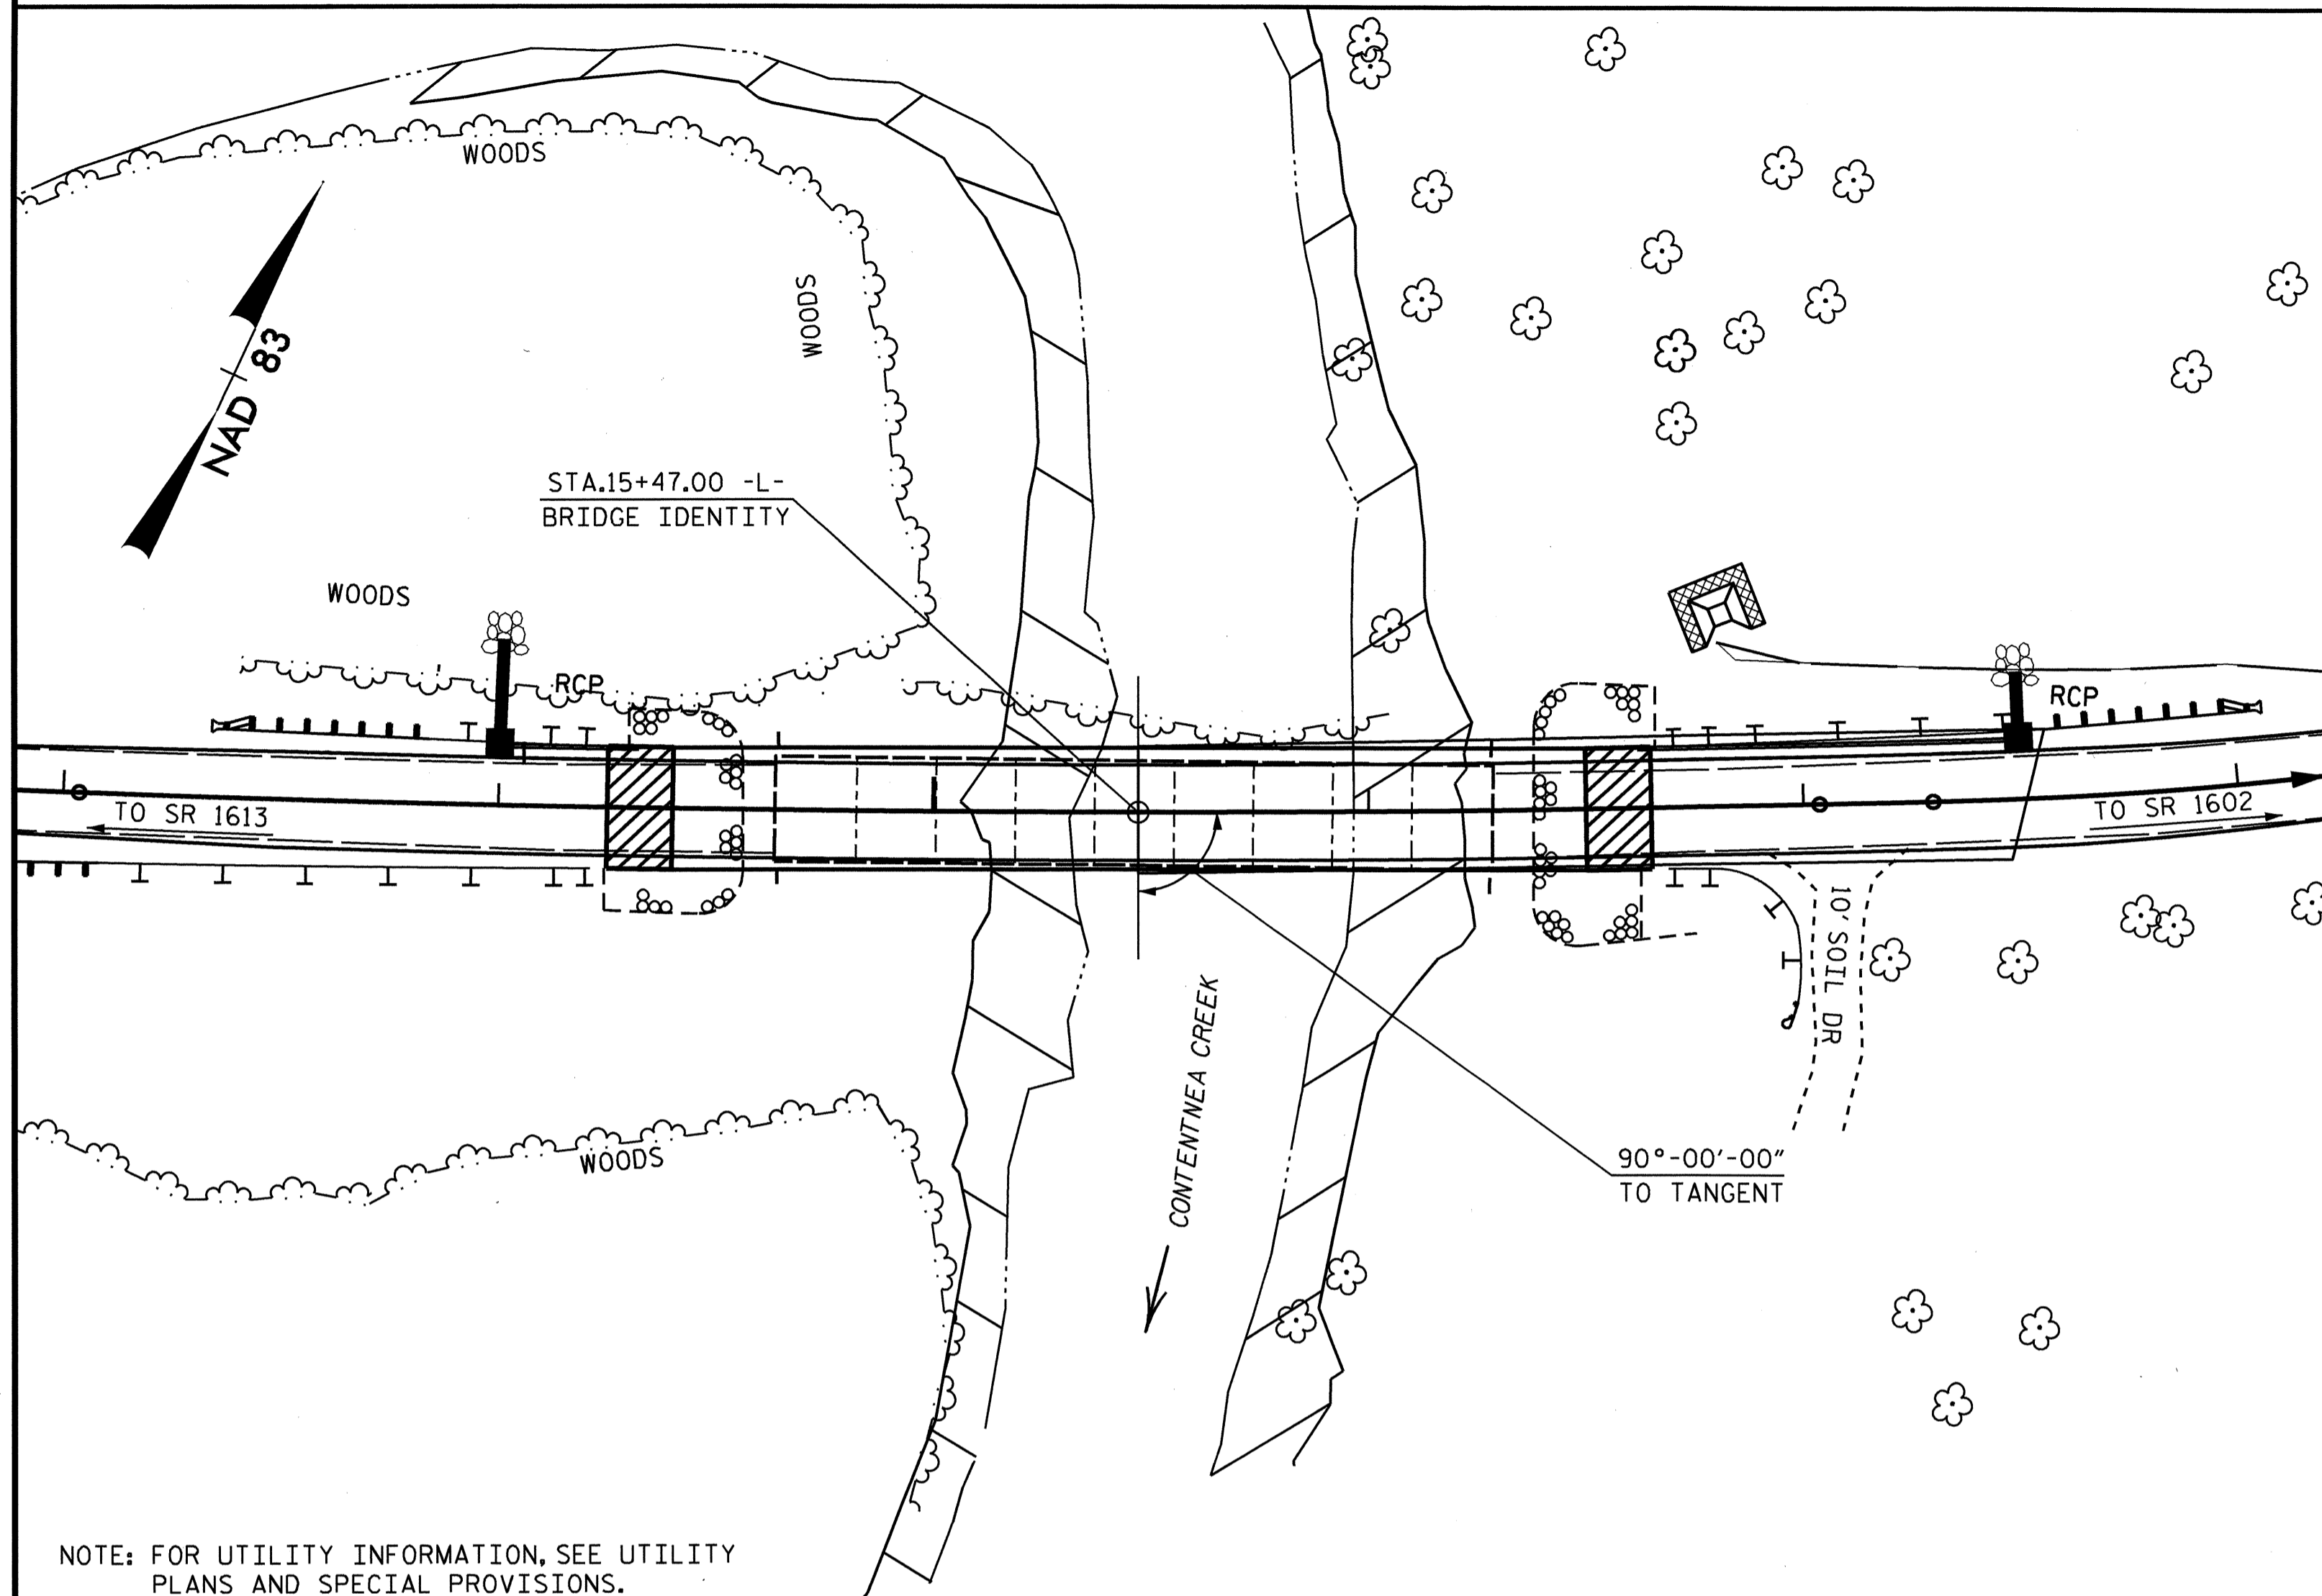 WOODS
WOODS
NAD 83
STA.15+47.00 -L-
BRIDGE IDENTITY
WOODS
RCP
RCP
TO SR 1613
TO SR 1602
10' SOIL DR
CONTENTNEA CREEK
WOODS
90°-00'-00"
TO TANGENT
NOTE: FOR UTILITY INFORMATION, SEE UTILITY
PLANS AND SPECIAL PROVISIONS.